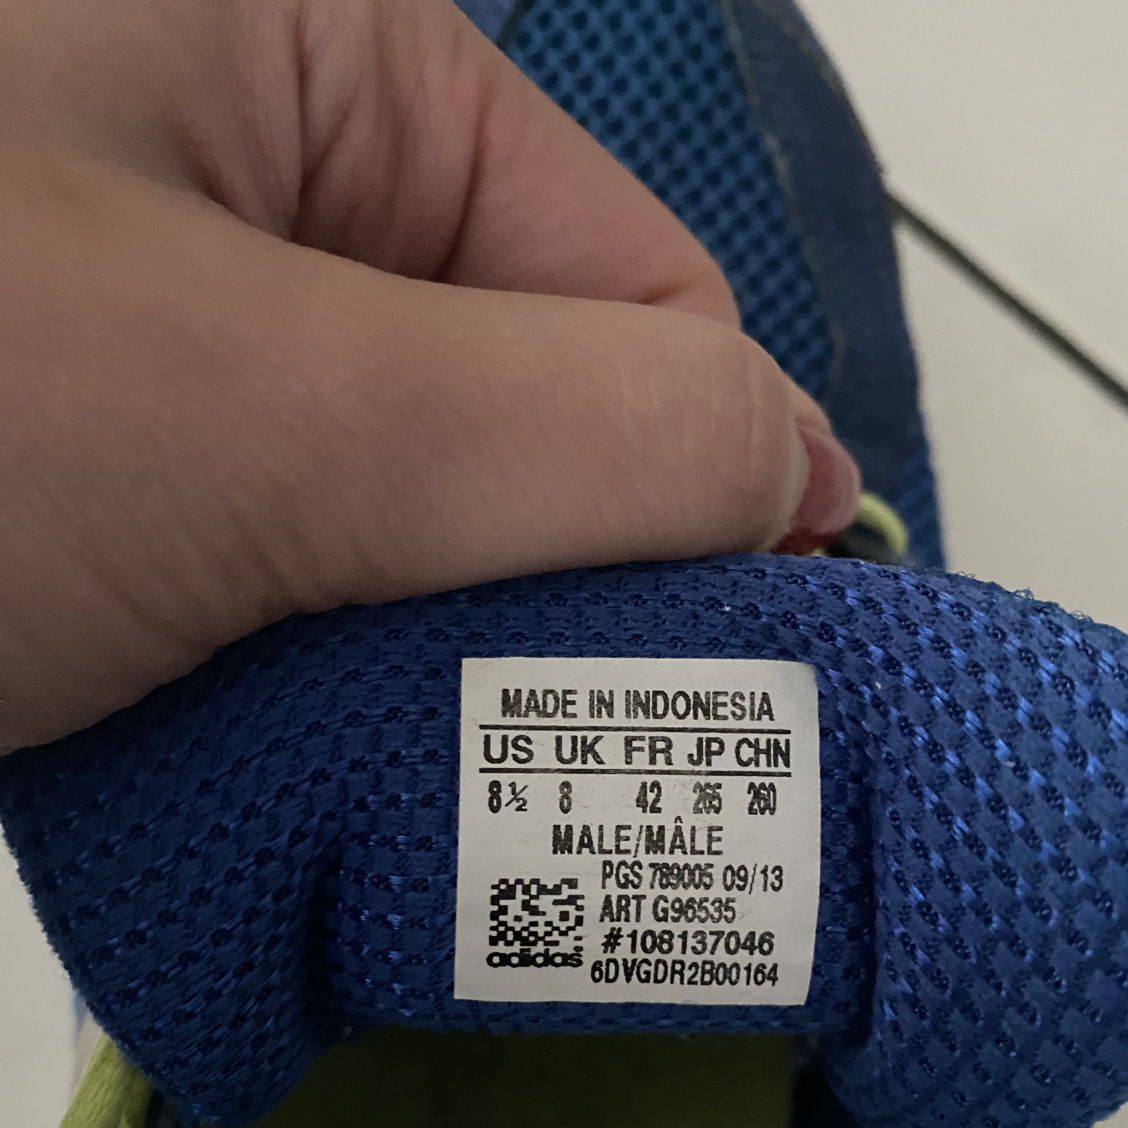 MADE IN INDONESIA
US UK FR JP CHN
8½ 8 42 265 260
MALE/MÂLE
PGS 789005 09/13
ART G96535
#108137046
adidas
6DVGDR2B00164